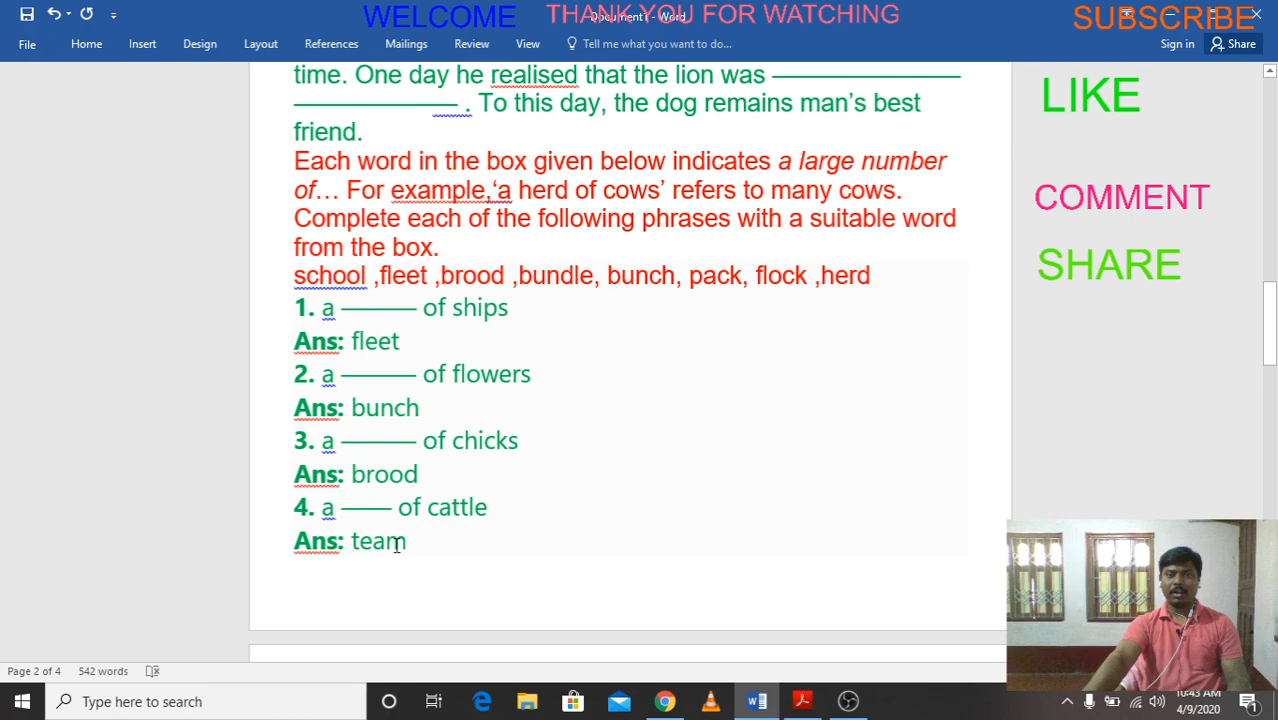 WELCOME THANK YOU FOR WATCHING SUBSCRIBE
Document1 - Word
File Home Insert Design Layout References Mailings Review View Tell me what you want to do... Sign in Share
time. One day he realised that the lion was ———————————
————————— . To this day, the dog remains man’s best
friend.
Each word in the box given below indicates a large number
of… For example,‘a herd of cows’ refers to many cows.
Complete each of the following phrases with a suitable word
from the box.
school ,fleet ,brood ,bundle, bunch, pack, flock ,herd
1. a ——— of ships
Ans: fleet
2. a ——— of flowers
Ans: bunch
3. a ——— of chicks
Ans: brood
4. a —— of cattle
Ans: team
LIKE
COMMENT
SHARE
Page 2 of 4 542 words
Type here to search
10:43 AM
4/9/2020